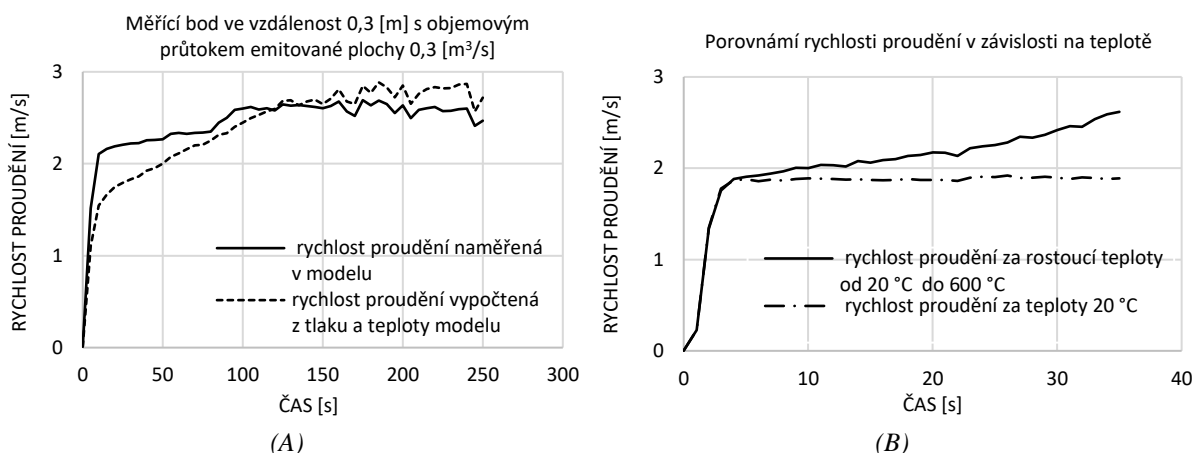 Měřící bod ve vzdálenost 0,3 [m] s objemovým
průtokem emitované plochy 0,3 [m³/s]
RYCHLOST PROUDĚNÍ [m/s]
3
2
1
0
rychlost proudění naměřená
v modelu
rychlost proudění vypočtená
z tlaku a teploty modelu
0 50 100 150 200 250 300
ČAS [s]
(A)
Porovnámí rychlosti proudění v závislosti na teplotě
RYCHLOST PROUDĚNÍ [m/s]
3
2
1
0
rychlost proudění za rostoucí teploty
od 20 °C do 600 °C
rychlost proudění za teploty 20 °C
0 10 20 30 40
ČAS [s]
(B)